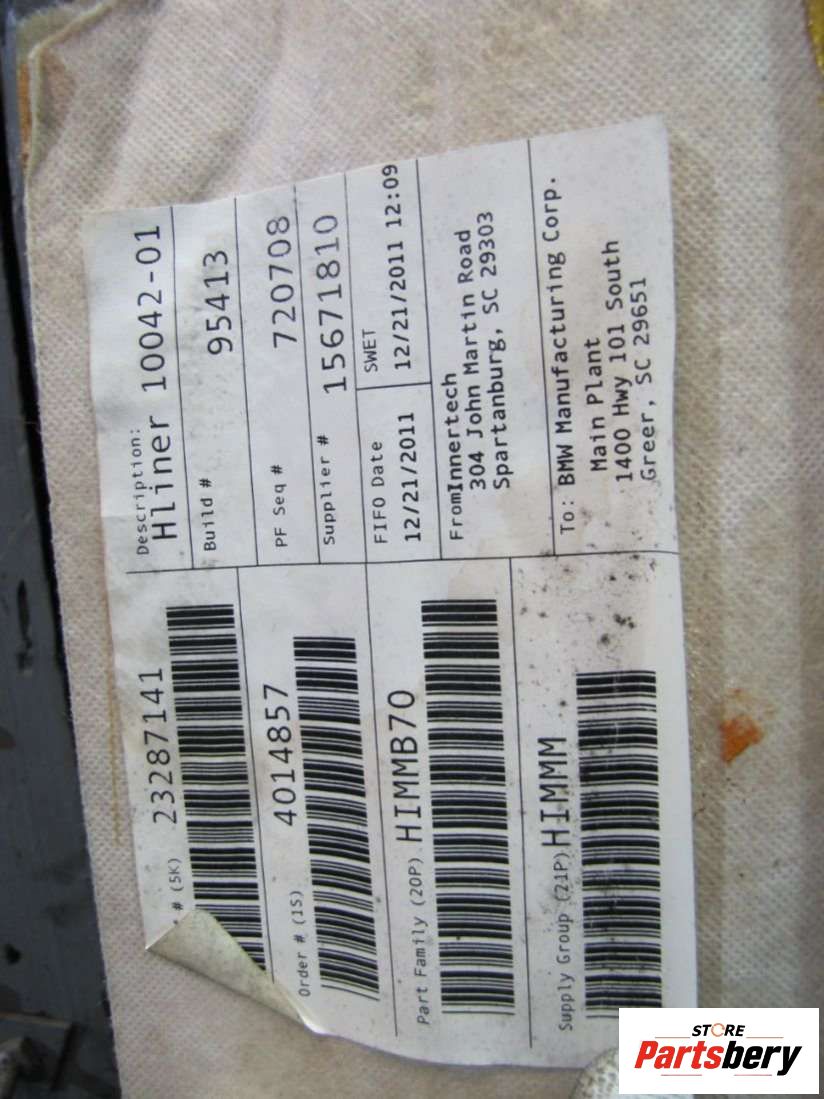 # (5K) 23287141
Order # (1S) 4014857
Part Family (20P) HIMMB70
Supply Group (21P) HIMMM
Description:
Hliner 10042-01
Build #
95413
PF Seq # 720708
Supplier #
15671810
FIFO Date
12/21/2011
SWET
12/21/2011 12:09
FromInnertech
304 John Martin Road
Spartanburg, SC 29303
To: BMW Manufacturing Corp.
Main Plant
1400 Hwy 101 South
Greer, SC 29651
STORE
Partsbery